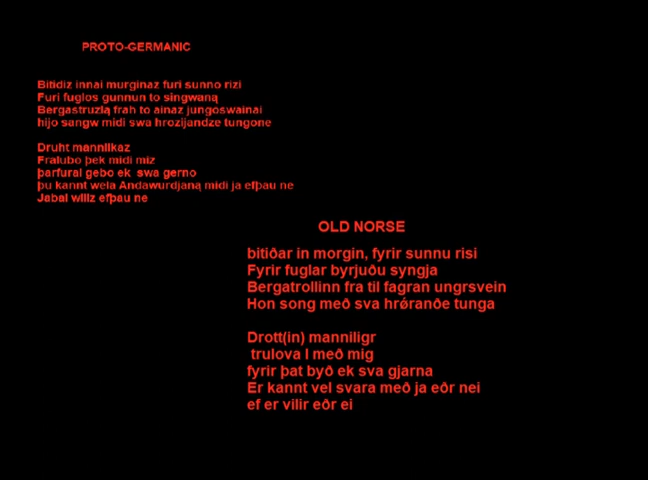 PROTO-GERMANIC
Bitidiz innai murginaz furi sunno rizi
Furi fuglos gunnun to singwaną
Bergastruzlą frah to ainaz jungoswainai
hijo sangw midi swa hrozijandze tungone
Druht mannlikaz
Fralubo þek midi miz
þarfurai gebo ek swa gerno
þu kannt wela Andawurdjaną midi ja efþau ne
Jabai williz efþau ne
OLD NORSE
bitiðar in morgin, fyrir sunnu risi
Fyrir fuglar byrjuðu syngja
Bergatrollinn fra til fagran ungrsvein
Hon song með sva hrǿranðe tunga
Drott(in) manniligr
trulova I með mig
fyrir þat byð ek sva gjarna
Er kannt vel svara með ja eðr nei
ef er vilir eðr ei